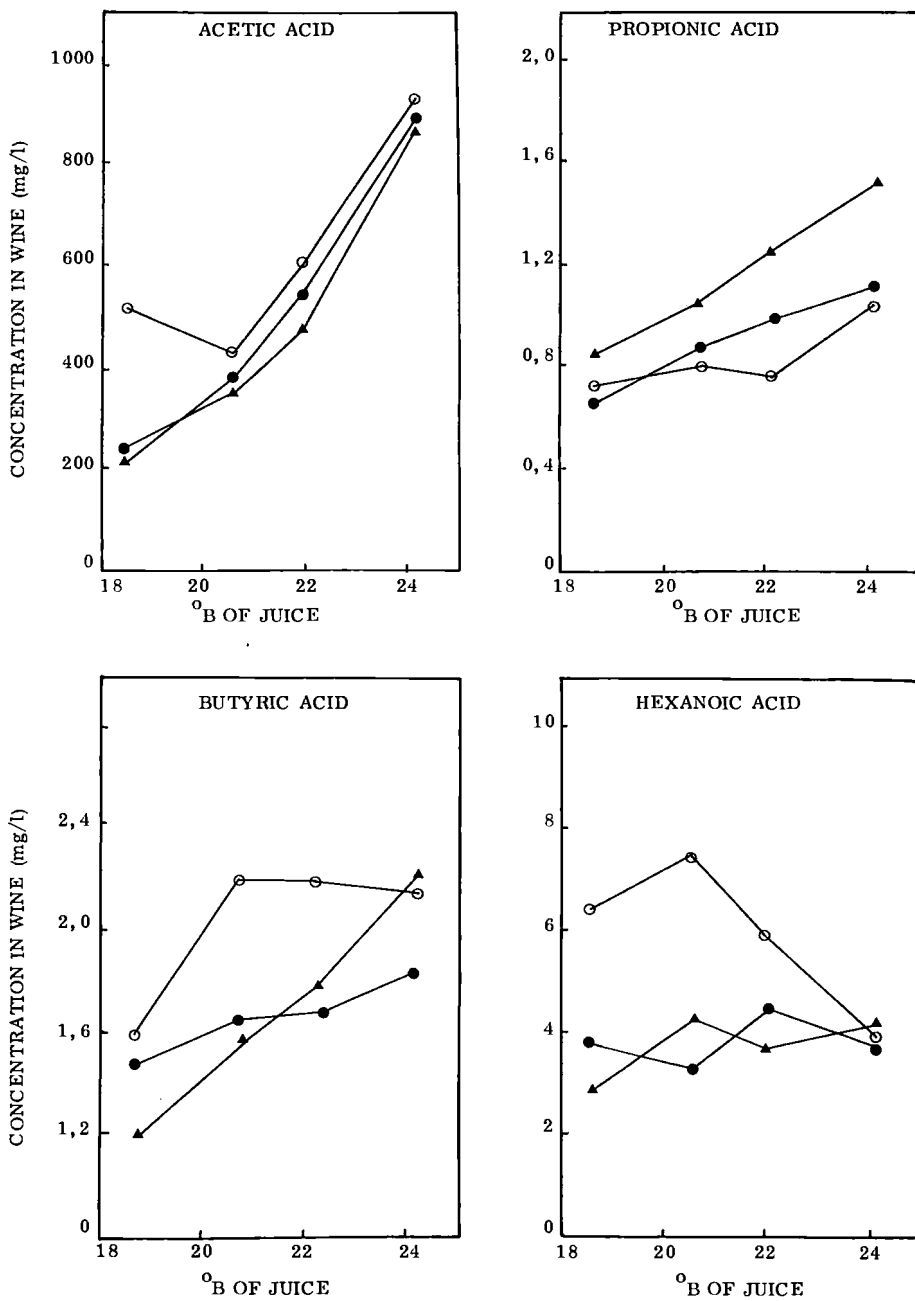 ACETIC ACID
CONCENTRATION IN WINE (mg/l)
1000
800
600
400
200
0
18 20 22 24
°B OF JUICE
PROPIONIC ACID
2,0
1,6
1,2
0,8
0,4
0
18 20 22 24
°B OF JUICE
BUTYRIC ACID
CONCENTRATION IN WINE (mg/l)
2,4
2,0
1,6
1,2
0
18 20 22 24
°B OF JUICE
HEXANOIC ACID
10
8
6
4
2
0
18 20 22 24
°B OF JUICE